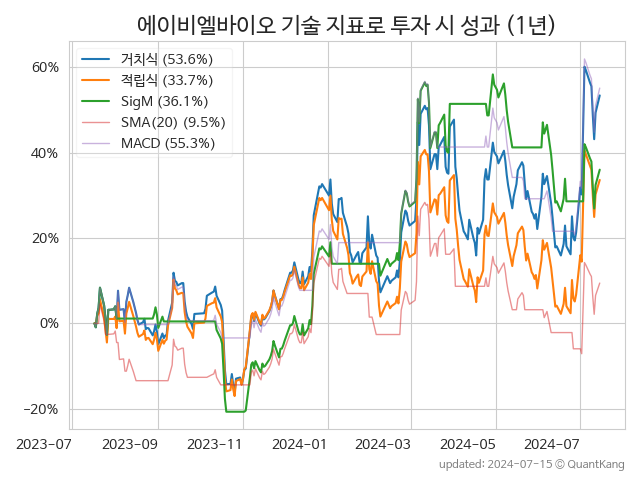 에이비엘바이오 기술 지표로 투자 시 성과 (1년)
거치식 (53.6%)
적립식 (33.7%)
SigM (36.1%)
SMA(20) (9.5%)
MACD (55.3%)
60%
40%
20%
0%
−20%
2023-07 2023-09 2023-11 2024-01 2024-03 2024-05 2024-07
updated: 2024-07-15 © QuantKang